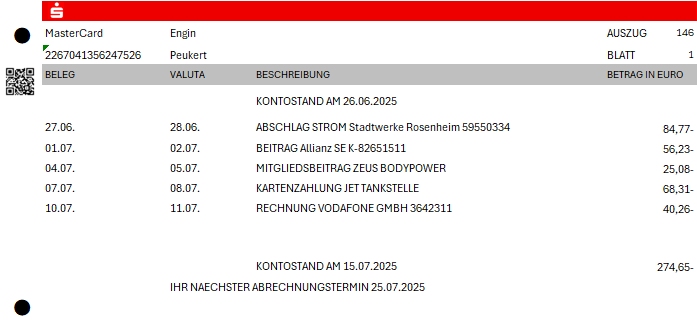 MasterCard Engin AUSZUG 146
2267041356247526 Peukert BLATT 1
BELEG VALUTA BESCHREIBUNG BETRAG IN EURO
KONTOSTAND AM 26.06.2025
27.06. 28.06. ABSCHLAG STROM Stadtwerke Rosenheim 59550334 84,77-
01.07. 02.07. BEITRAG Allianz SE K-82651511 56,23-
04.07. 05.07. MITGLIEDSBEITRAG ZEUS BODYPOWER 25,08-
07.07. 08.07. KARTENZAHLUNG JET TANKSTELLE 68,31-
10.07. 11.07. RECHNUNG VODAFONE GMBH 3642311 40,26-
KONTOSTAND AM 15.07.2025 274,65-
IHR NAECHSTER ABRECHNUNGSTERMIN 25.07.2025